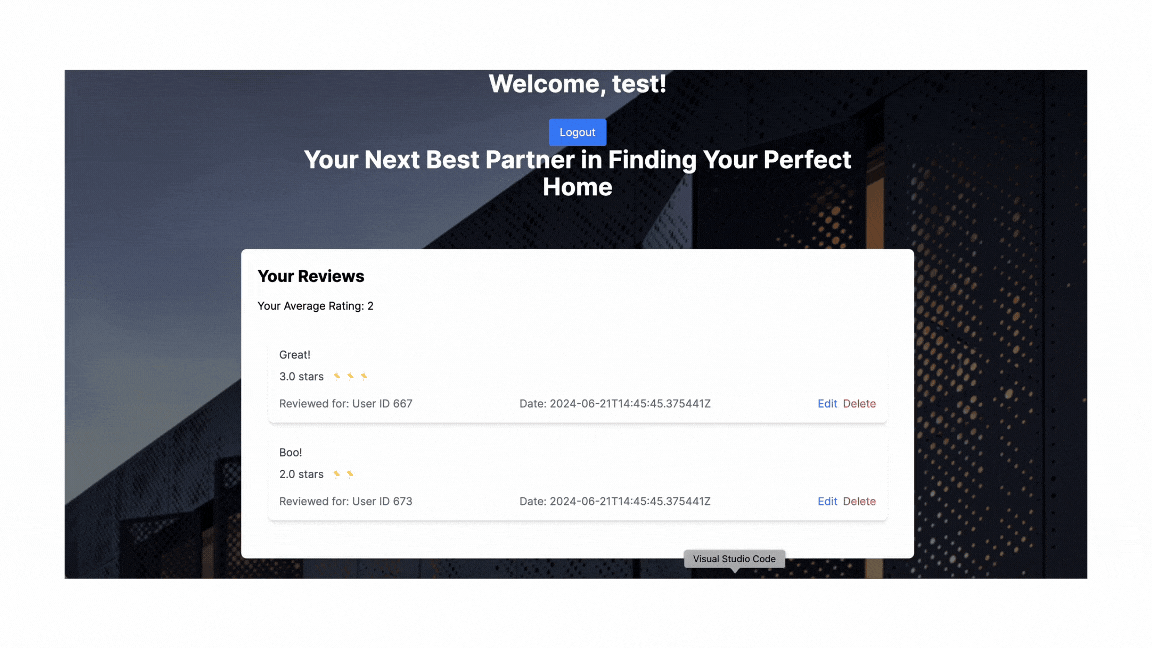 Welcome, test!
Logout
Your Next Best Partner in Finding Your Perfect
Home
Your Reviews
Your Average Rating: 2
Great!
3.0 stars
Reviewed for: User ID 667 Date: 2024-06-21T14:45:45.375441Z Edit Delete
Boo!
2.0 stars
Reviewed for: User ID 673 Date: 2024-06-21T14:45:45.375441Z Edit Delete
Visual Studio Code